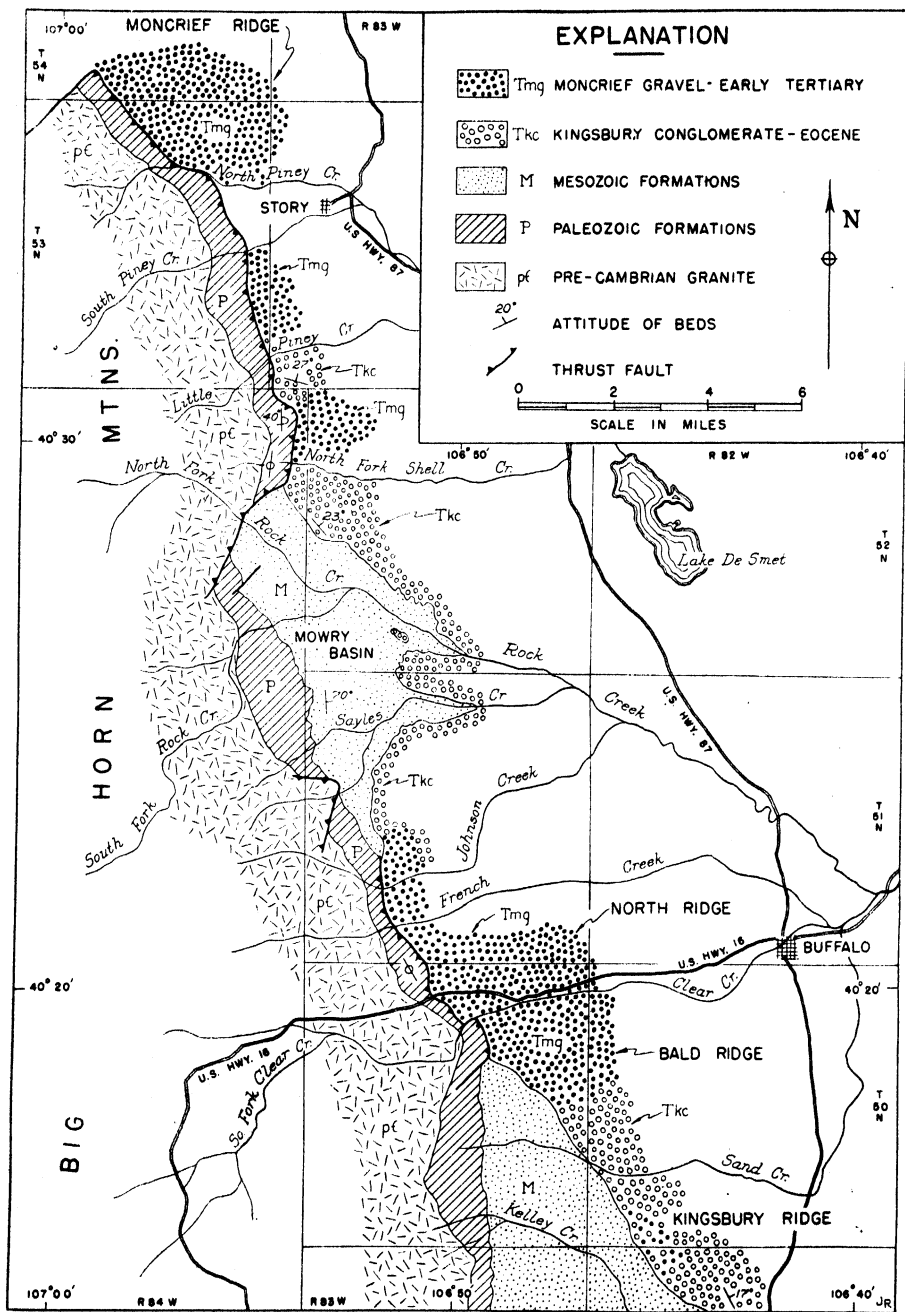 107°00'
MONCRIEF RIDGE
R 83 W
T 54 N
EXPLANATION
Tmg MONCRIEF GRAVEL-EARLY TERTIARY
Tkc KINGSBURY CONGLOMERATE-EOCENE
M MESOZOIC FORMATIONS
P PALEOZOIC FORMATIONS
p€ PRE-CAMBRIAN GRANITE
20° ATTITUDE OF BEDS
THRUST FAULT
N
0 2 4 6
SCALE IN MILES
Tmg
p€
North Piney Cr.
STORY
U.S. HWY. 87
T 53 N
South Piney Cr.
P
Tmg
Piney Cr.
27°
Tkc
MTNS.
Little
40°
Tmg
40°30'
p€
106°50'
R 82 W
106°40'
North Fork
North Fork Shell Cr.
23°
Tkc
Rock Cr.
Lake De Smet
T 52 N
M
MOWRY BASIN
Rock Creek
P
70°
Sayles Cr
U.S. HWY. 87
Rock Cr.
South Fork
HORN
Tkc
Johnson Creek
T 51 N
P
French Creek
p€
Tmg
NORTH RIDGE
U.S. HWY. 16
BUFFALO
Clear Cr.
40°20'
40°20'
U.S. HWY. 16
So Fork Clear Cr.
Tmg
BALD RIDGE
Tkc
T 50 N
p€
BIG
Sand Cr.
M
Kelley Cr.
KINGSBURY RIDGE
17°
107°00'
R 84 W
R 83 W
106°50'
106°40'
JR